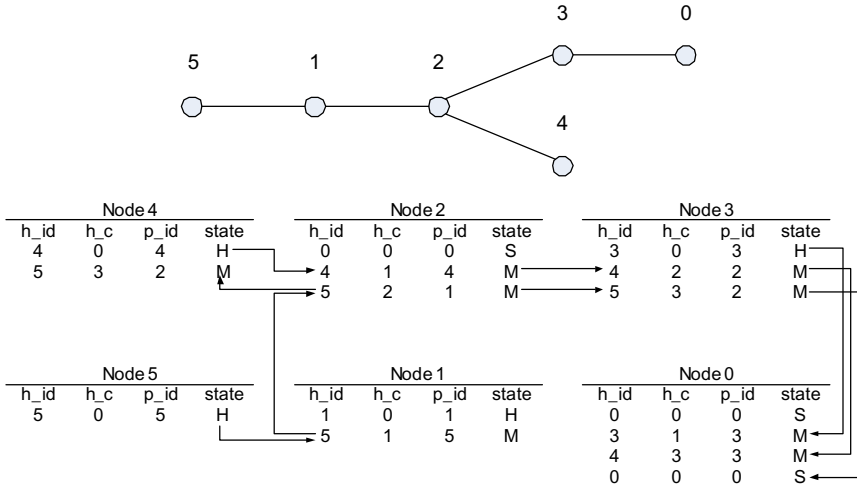 3 0
5 1 2
4
Node 4
h_id h_c p_id state
4 0 4 H
5 3 2 M
Node 2
h_id h_c p_id state
0 0 0 S
4 1 4 M
5 2 1 M
Node 3
h_id h_c p_id state
3 0 3 H
4 2 2 M
5 3 2 M
Node 5
h_id h_c p_id state
5 0 5 H
Node 1
h_id h_c p_id state
1 0 1 H
5 1 5 M
Node 0
h_id h_c p_id state
0 0 0 S
3 1 3 M
4 3 3 M
0 0 0 S